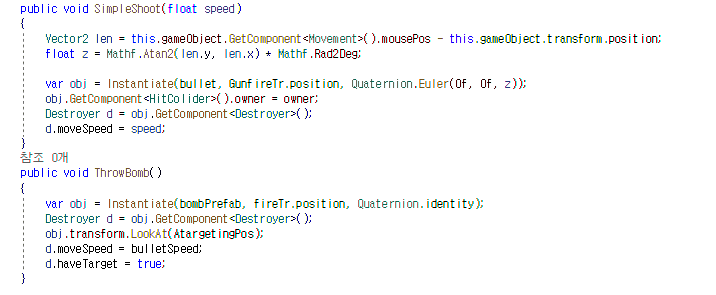 public void SimpleShoot(float speed)
{
Vector2 len = this.gameObject.GetComponent<Movement>().mousePos - this.gameObject.transform.position;
float z = Mathf.Atan2(len.y, len.x) * Mathf.Rad2Deg;
var obj = Instantiate(bullet, GunfireTr.position, Quaternion.Euler(0f, 0f, z));
obj.GetComponent<HitColider>().owner = owner;
Destroyer d = obj.GetComponent<Destroyer>();
d.moveSpeed = speed;
}
참조 0개
public void ThrowBomb()
{
var obj = Instantiate(bombPrefab, fireTr.position, Quaternion.identity);
Destroyer d = obj.GetComponent<Destroyer>();
obj.transform.LookAt(AtargetingPos);
d.moveSpeed = bulletSpeed;
d.haveTarget = true;
}